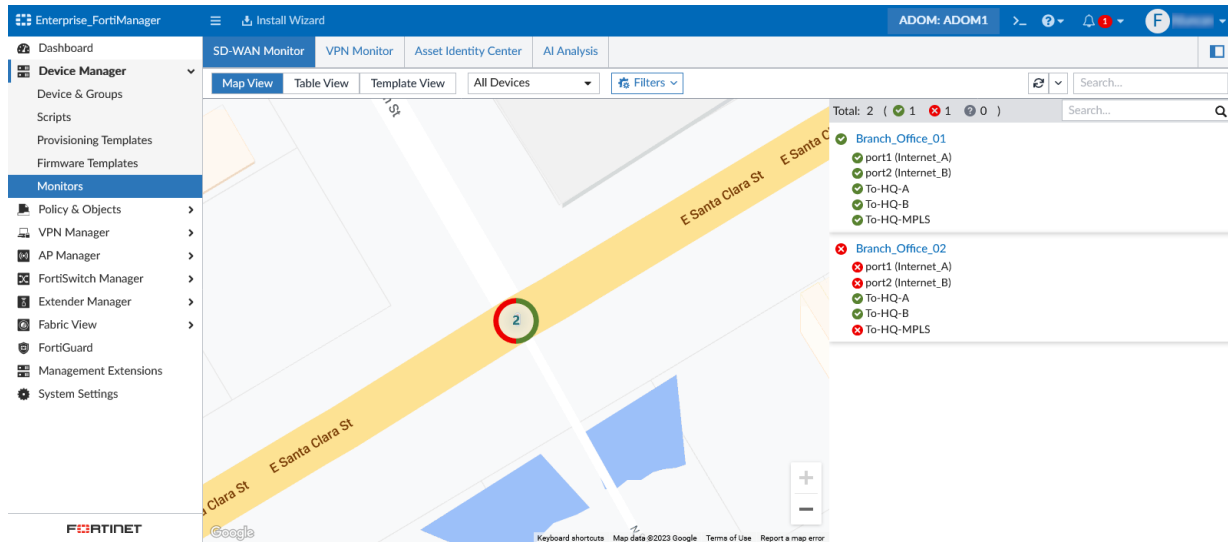 Enterprise_FortiManager
Install Wizard
ADOM: ADOM1
>_
?
1
F
Dashboard
Device Manager
Device & Groups
Scripts
Provisioning Templates
Firmware Templates
Monitors
Policy & Objects
VPN Manager
AP Manager
FortiSwitch Manager
Extender Manager
Fabric View
FortiGuard
Management Extensions
System Settings
FORTINET
SD-WAN Monitor VPN Monitor Asset Identity Center AI Analysis
Map View Table View Template View All Devices Filters Search...
St
E Santa Clara St
E Santa C
2
E Santa Clara St
Clara St
N
+
−
Google
Keyboard shortcuts Map data ©2023 Google Terms of Use Report a map error
Total: 2 ( 1 1 ? 0 ) Search...
Branch_Office_01
port1 (Internet_A)
port2 (Internet_B)
To-HQ-A
To-HQ-B
To-HQ-MPLS
Branch_Office_02
port1 (Internet_A)
port2 (Internet_B)
To-HQ-A
To-HQ-B
To-HQ-MPLS